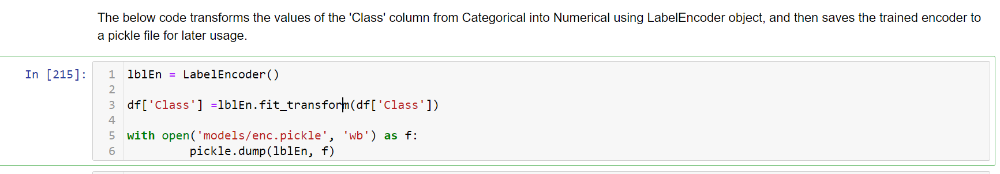 The below code transforms the values of the 'Class' column from Categorical into Numerical using LabelEncoder object, and then saves the trained encoder to
a pickle file for later usage.
In [215]:
1 lblEn = LabelEncoder()
2
3 df['Class'] =lblEn.fit_transform(df['Class'])
4
5 with open('models/enc.pickle', 'wb') as f:
6 pickle.dump(lblEn, f)